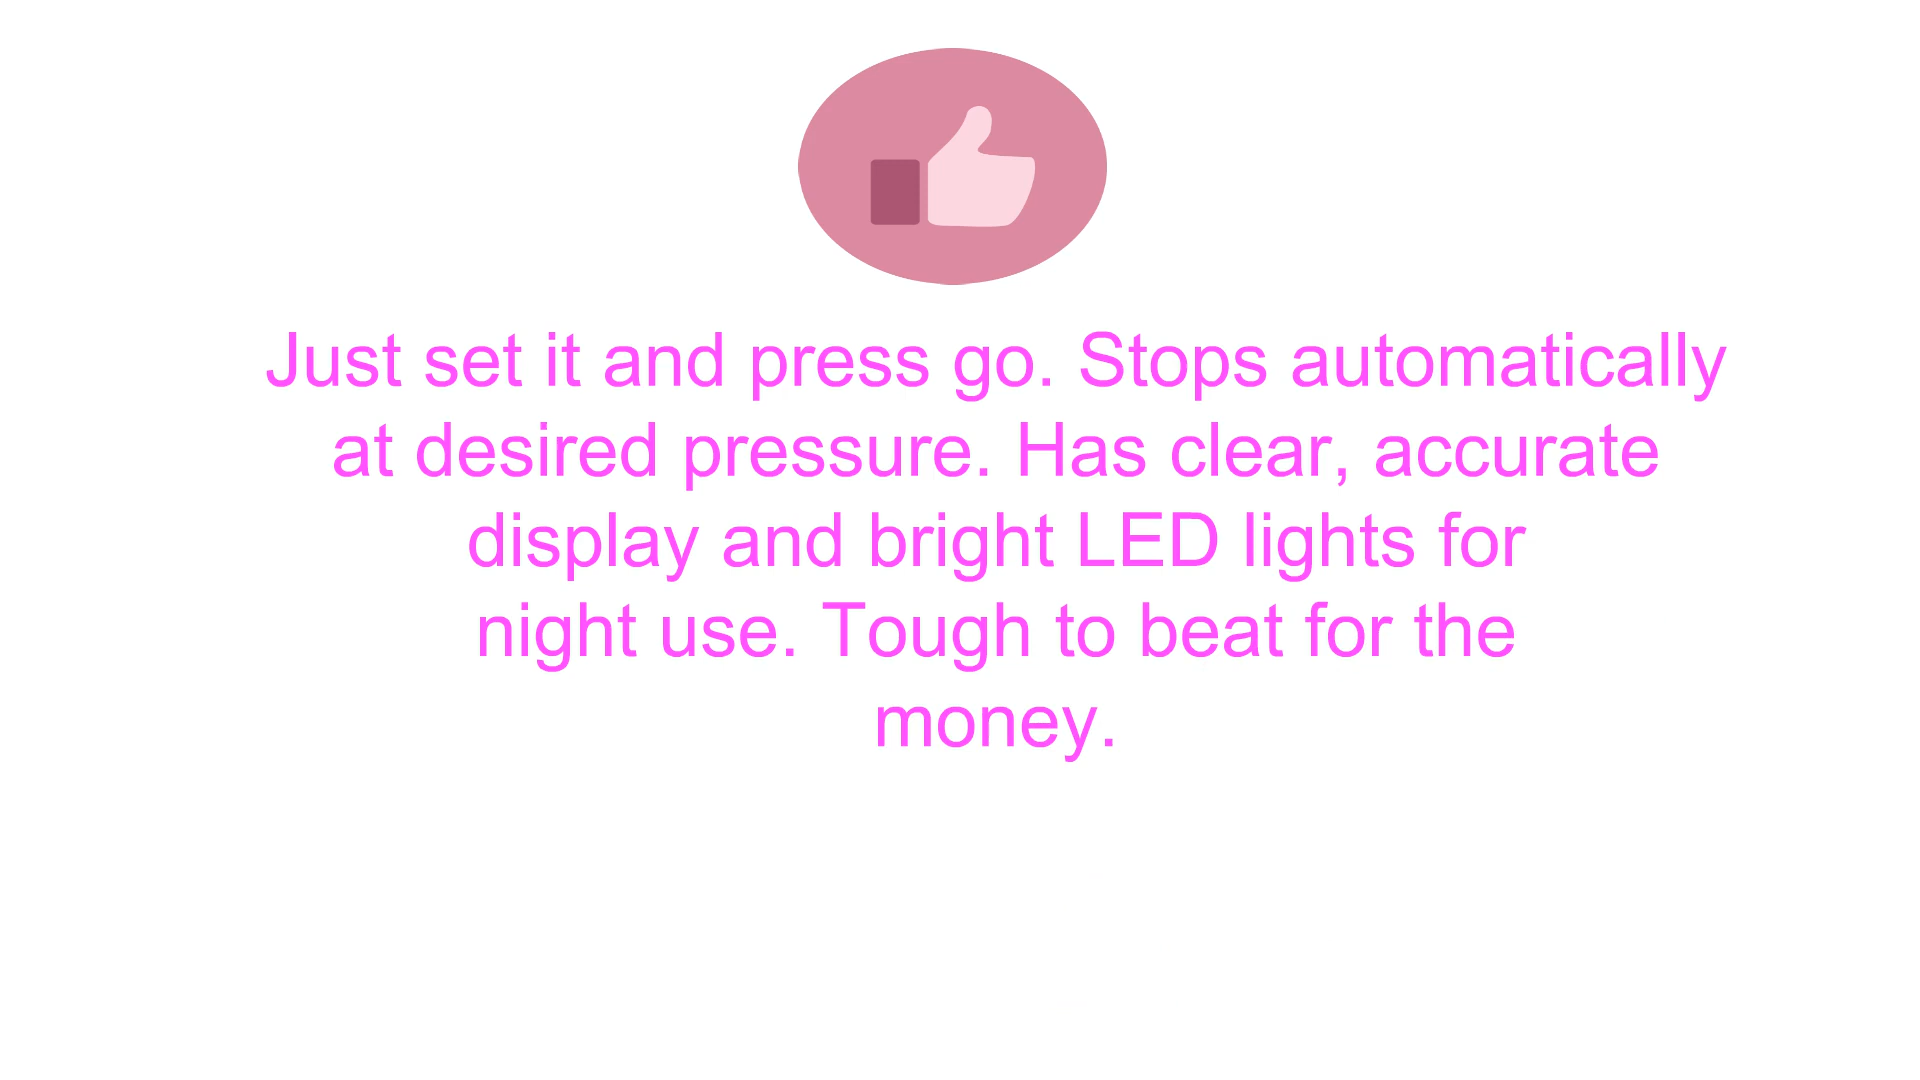 Just set it and press go. Stops automatically
at desired pressure. Has clear, accurate
display and bright LED lights for
night use. Tough to beat for the
money.